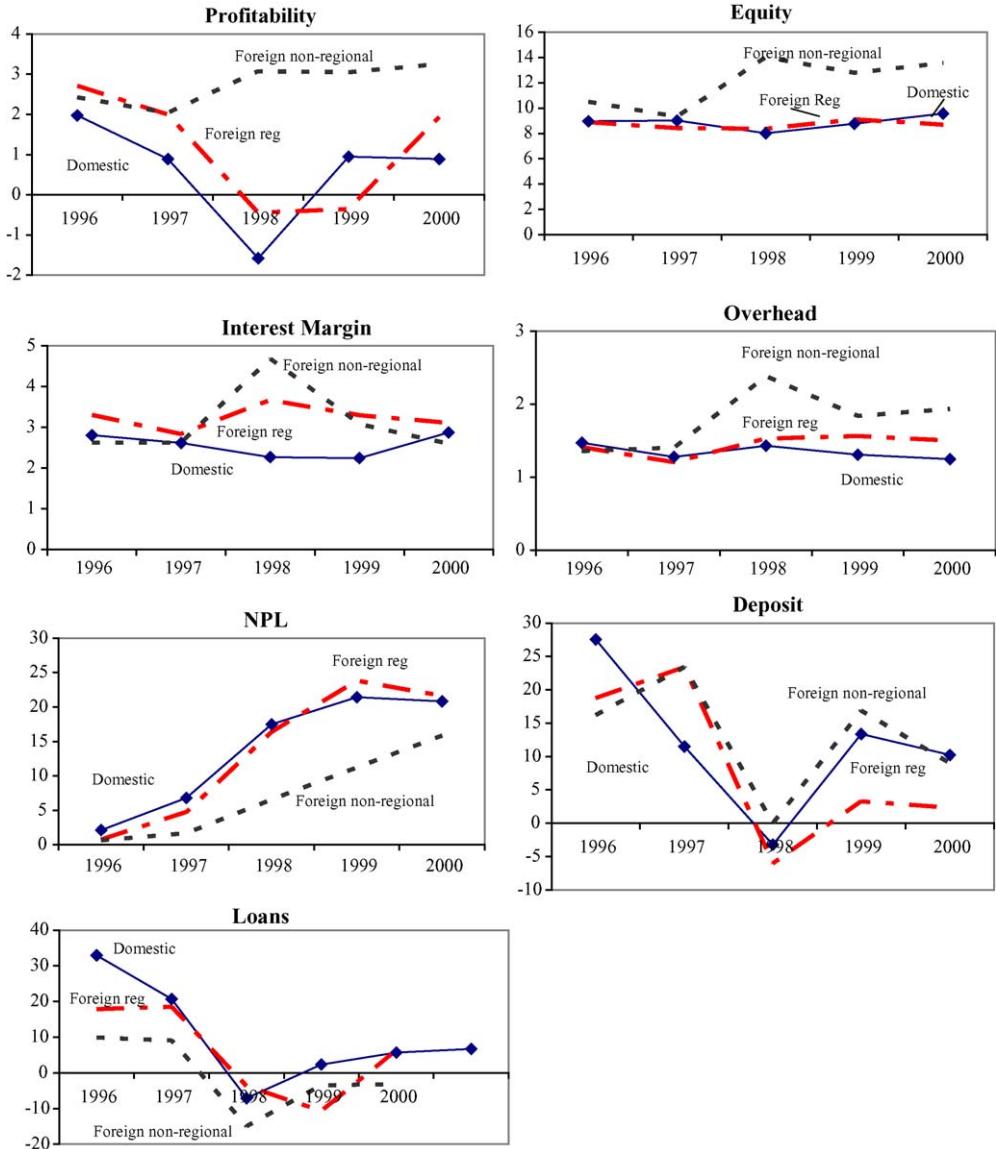 Profitability
4
3
2
1
0
-1
-2
Foreign non-regional
Foreign reg
Domestic
1996 1997 1998 1999 2000
Equity
16
14
12
10
8
6
4
2
0
Foreign non-regional
Foreign Reg
Domestic
1996 1997 1998 1999 2000
Interest Margin
5
4
3
2
1
0
Foreign non-regional
Foreign reg
Domestic
1996 1997 1998 1999 2000
Overhead
3
2
1
0
Foreign non-regional
Foreign reg
Domestic
1996 1997 1998 1999 2000
NPL
30
25
20
15
10
5
0
Foreign reg
Domestic
Foreign non-regional
1996 1997 1998 1999 2000
Deposit
30
25
20
15
10
5
0
-5
-10
Foreign non-regional
Domestic
Foreign reg
1996 1997 1998 1999 2000
Loans
40
30
20
10
0
-10
-20
Domestic
Foreign reg
1996 1997 1998 1999 2000
Foreign non-regional